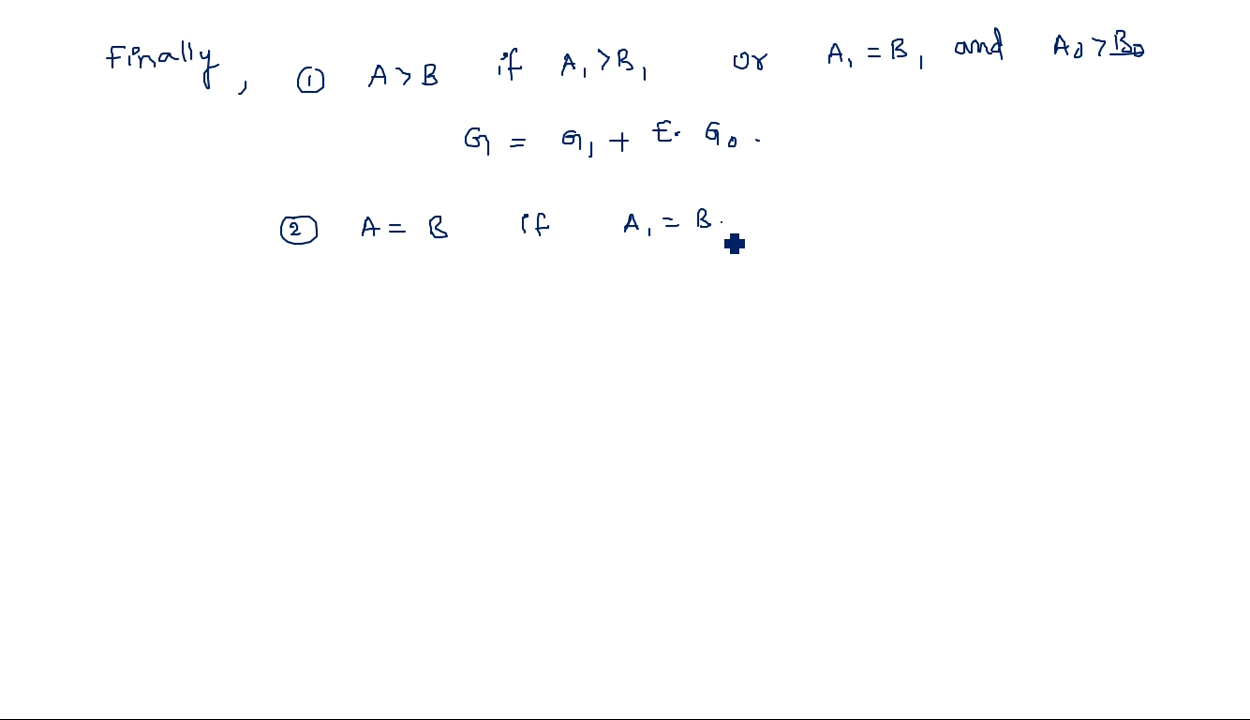 Finally, ① A > B if A₁ > B₁ or A₁ = B₁ and A₀ > B₀
G = G₁ + E. G₀.
② A = B if A₁ = B.